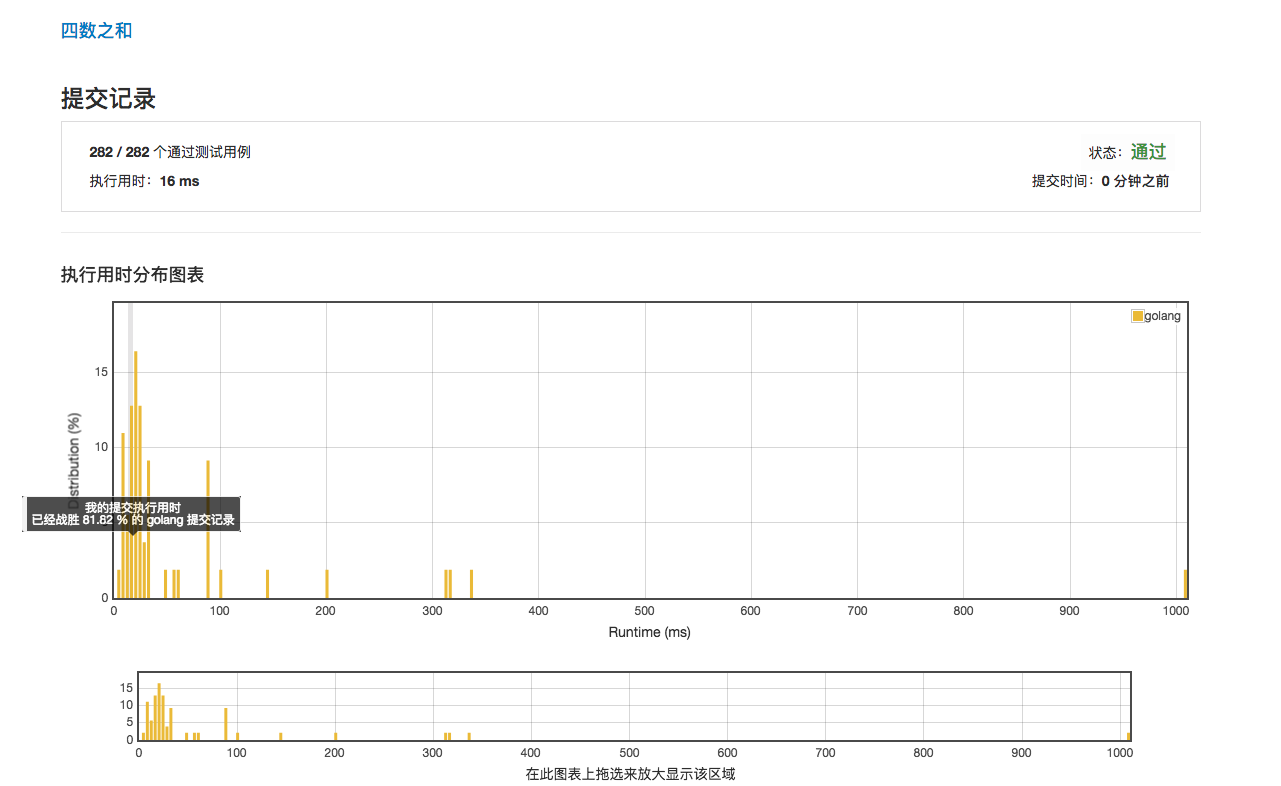 四数之和
提交记录
282 / 282 个通过测试用例
状态：通过
执行用时：16 ms
提交时间：0 分钟之前
执行用时分布图表
golang
15
10
Distribution (%)
我的提交执行用时
已经战胜 81.82 % 的 golang 提交记录
0
0 100 200 300 400 500 600 700 800 900 1000
Runtime (ms)
15
10
5
0
0 100 200 300 400 500 600 700 800 900 1000
在此图表上拖选来放大显示该区域